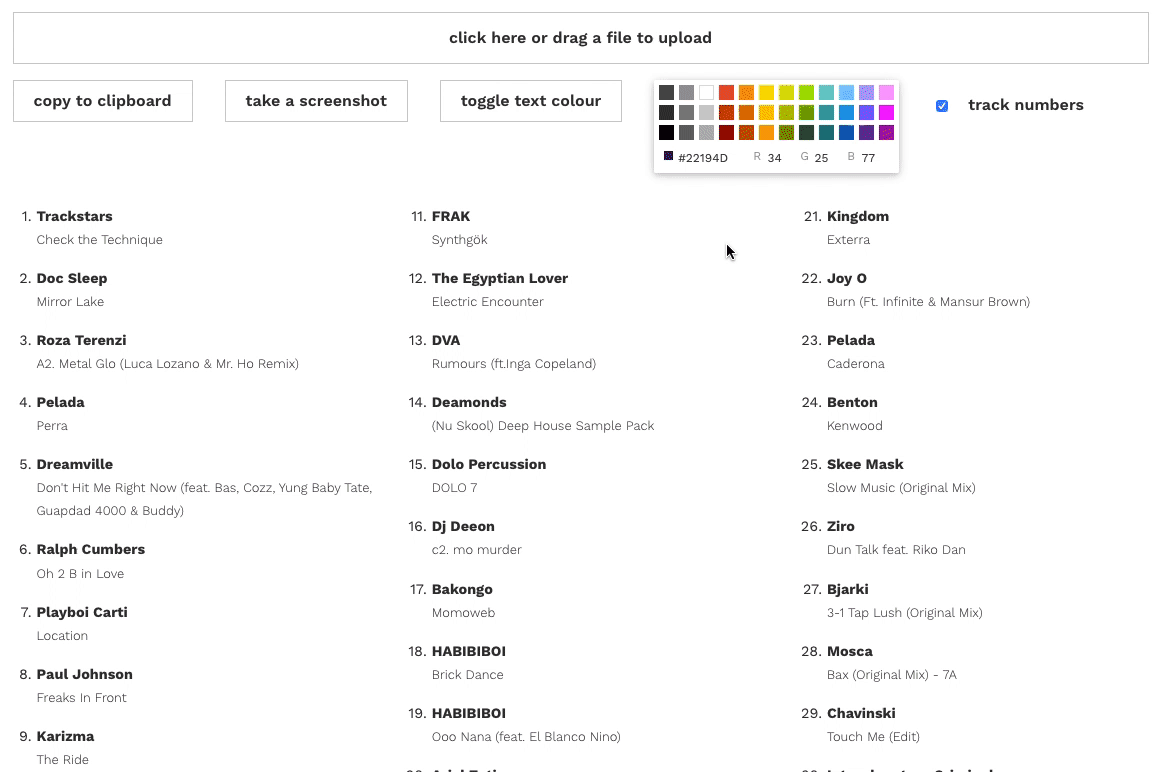 click here or drag a file to upload
copy to clipboard
take a screenshot
toggle text colour
track numbers
#22194D R 34 G 25 B 77
1. Trackstars
Check the Technique
2. Doc Sleep
Mirror Lake
3. Roza Terenzi
A2. Metal Glo (Luca Lozano & Mr. Ho Remix)
4. Pelada
Perra
5. Dreamville
Don't Hit Me Right Now (feat. Bas, Cozz, Yung Baby Tate,
Guapdad 4000 & Buddy)
6. Ralph Cumbers
Oh 2 B in Love
7. Playboi Carti
Location
8. Paul Johnson
Freaks In Front
9. Karizma
The Ride
11. FRAK
Synthgök
12. The Egyptian Lover
Electric Encounter
13. DVA
Rumours (ft.Inga Copeland)
14. Deamonds
(Nu Skool) Deep House Sample Pack
15. Dolo Percussion
DOLO 7
16. Dj Deeon
c2. mo murder
17. Bakongo
Momoweb
18. HABIBIBOI
Brick Dance
19. HABIBIBOI
Ooo Nana (feat. El Blanco Nino)
21. Kingdom
Exterra
22. Joy O
Burn (Ft. Infinite & Mansur Brown)
23. Pelada
Caderona
24. Benton
Kenwood
25. Skee Mask
Slow Music (Original Mix)
26. Ziro
Dun Talk feat. Riko Dan
27. Bjarki
3-1 Tap Lush (Original Mix)
28. Mosca
Bax (Original Mix) - 7A
29. Chavinski
Touch Me (Edit)